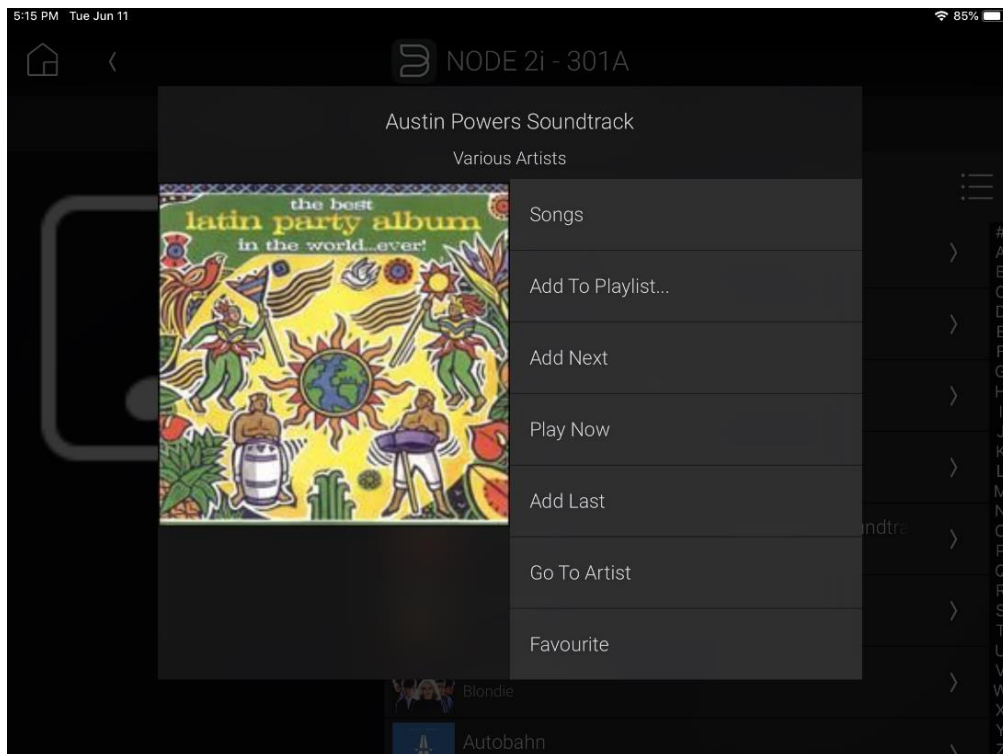 5:15 PM Tue Jun 11
85%
NODE 2i - 301A
Austin Powers Soundtrack
Various Artists
the best
latin party album
in the world...ever!
Songs
Add To Playlist...
Add Next
Play Now
Add Last
Go To Artist
Favourite
Blondie
Autobahn